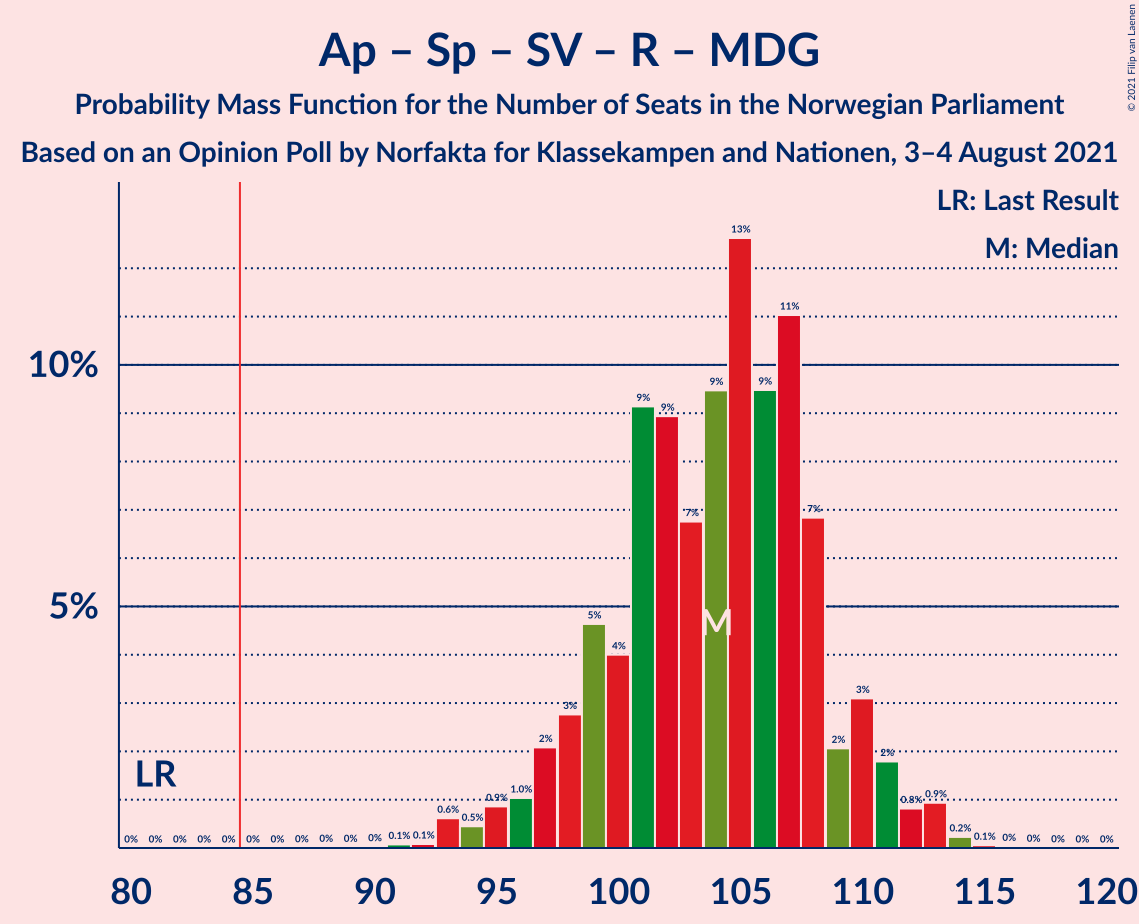 Ap – Sp – SV – R – MDG
Probability Mass Function for the Number of Seats in the Norwegian Parliament
Based on an Opinion Poll by Norfakta for Klassekampen and Nationen, 3–4 August 2021
© 2021 Filip van Laenen
LR: Last Result
M: Median
10%
5%
LR
M
0% 0% 0% 0% 0% 0% 0% 0% 0% 0% 0% 0.1% 0.1% 0.6% 0.5% 0.9% 1.0% 2% 3% 5% 4% 9% 9% 7% 9% 13% 9% 11% 7% 2% 3% 2% 0.8% 0.9% 0.2% 0.1% 0% 0% 0% 0% 0%
80 85 90 95 100 105 110 115 120